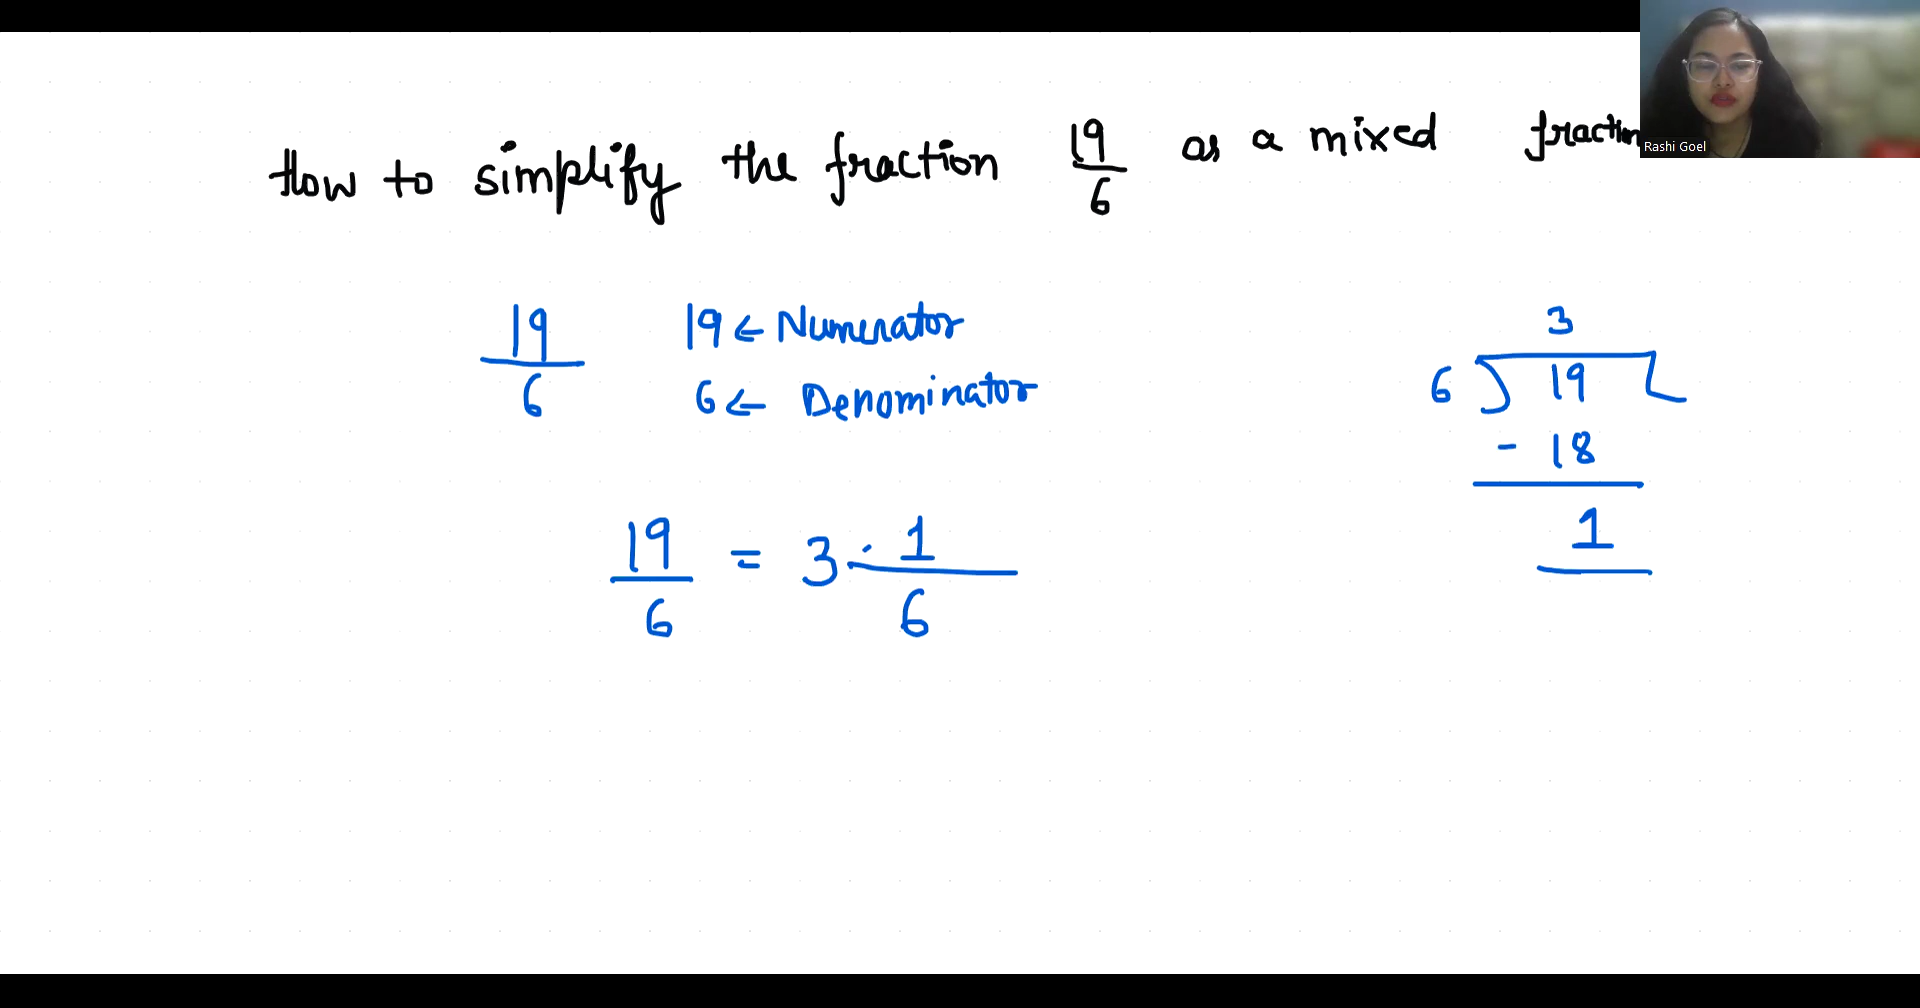 How to simplify the fraction 19/6 as a mixed fraction
Rashi Goel
19/6
19 ← Numerator
6 ← Denominator
19/6 = 3 1/6
3
6 ) 19 (
- 18
1